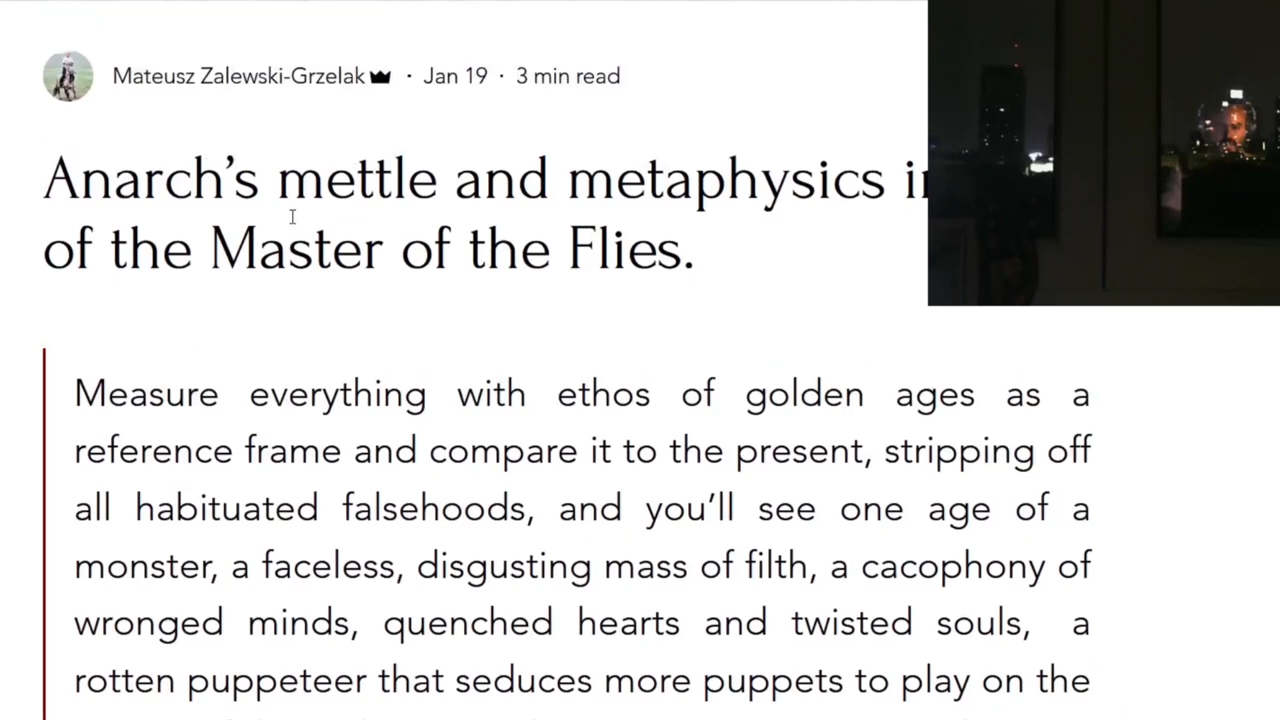 Mateusz Zalewski-Grzelak · Jan 19 · 3 min read
Anarch’s mettle and metaphysics
of the Master of the Flies.
Measure everything with ethos of golden ages as a
reference frame and compare it to the present, stripping off
all habituated falsehoods, and you’ll see one age of a
monster, a faceless, disgusting mass of filth, a cacophony of
wronged minds, quenched hearts and twisted souls, a
rotten puppeteer that seduces more puppets to play on the